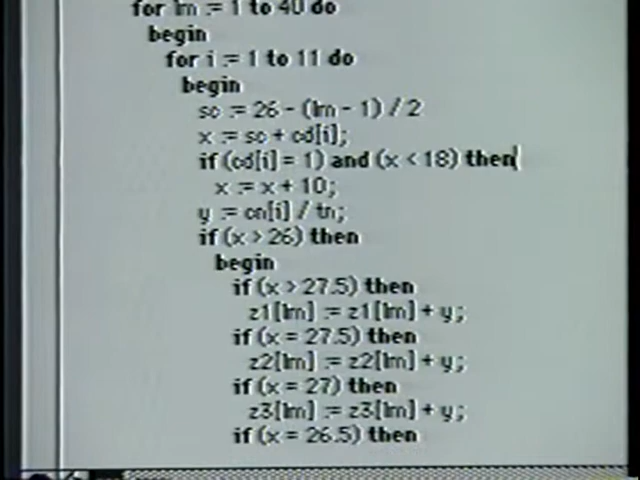 for lm := 1 to 40 do
begin
for i := 1 to 11 do
begin
sc := 26 - (lm - 1) / 2
x := sc + cd[i];
if (cd[i] = 1) and (x < 18) then
x := x + 10;
y := cn[i] / tn;
if (x > 26) then
begin
if (x > 27.5) then
z1[lm] := z1[lm] + y;
if (x = 27.5) then
z2[lm] := z2[lm] + y;
if (x = 27) then
z3[lm] := z3[lm] + y;
if (x = 26.5) then